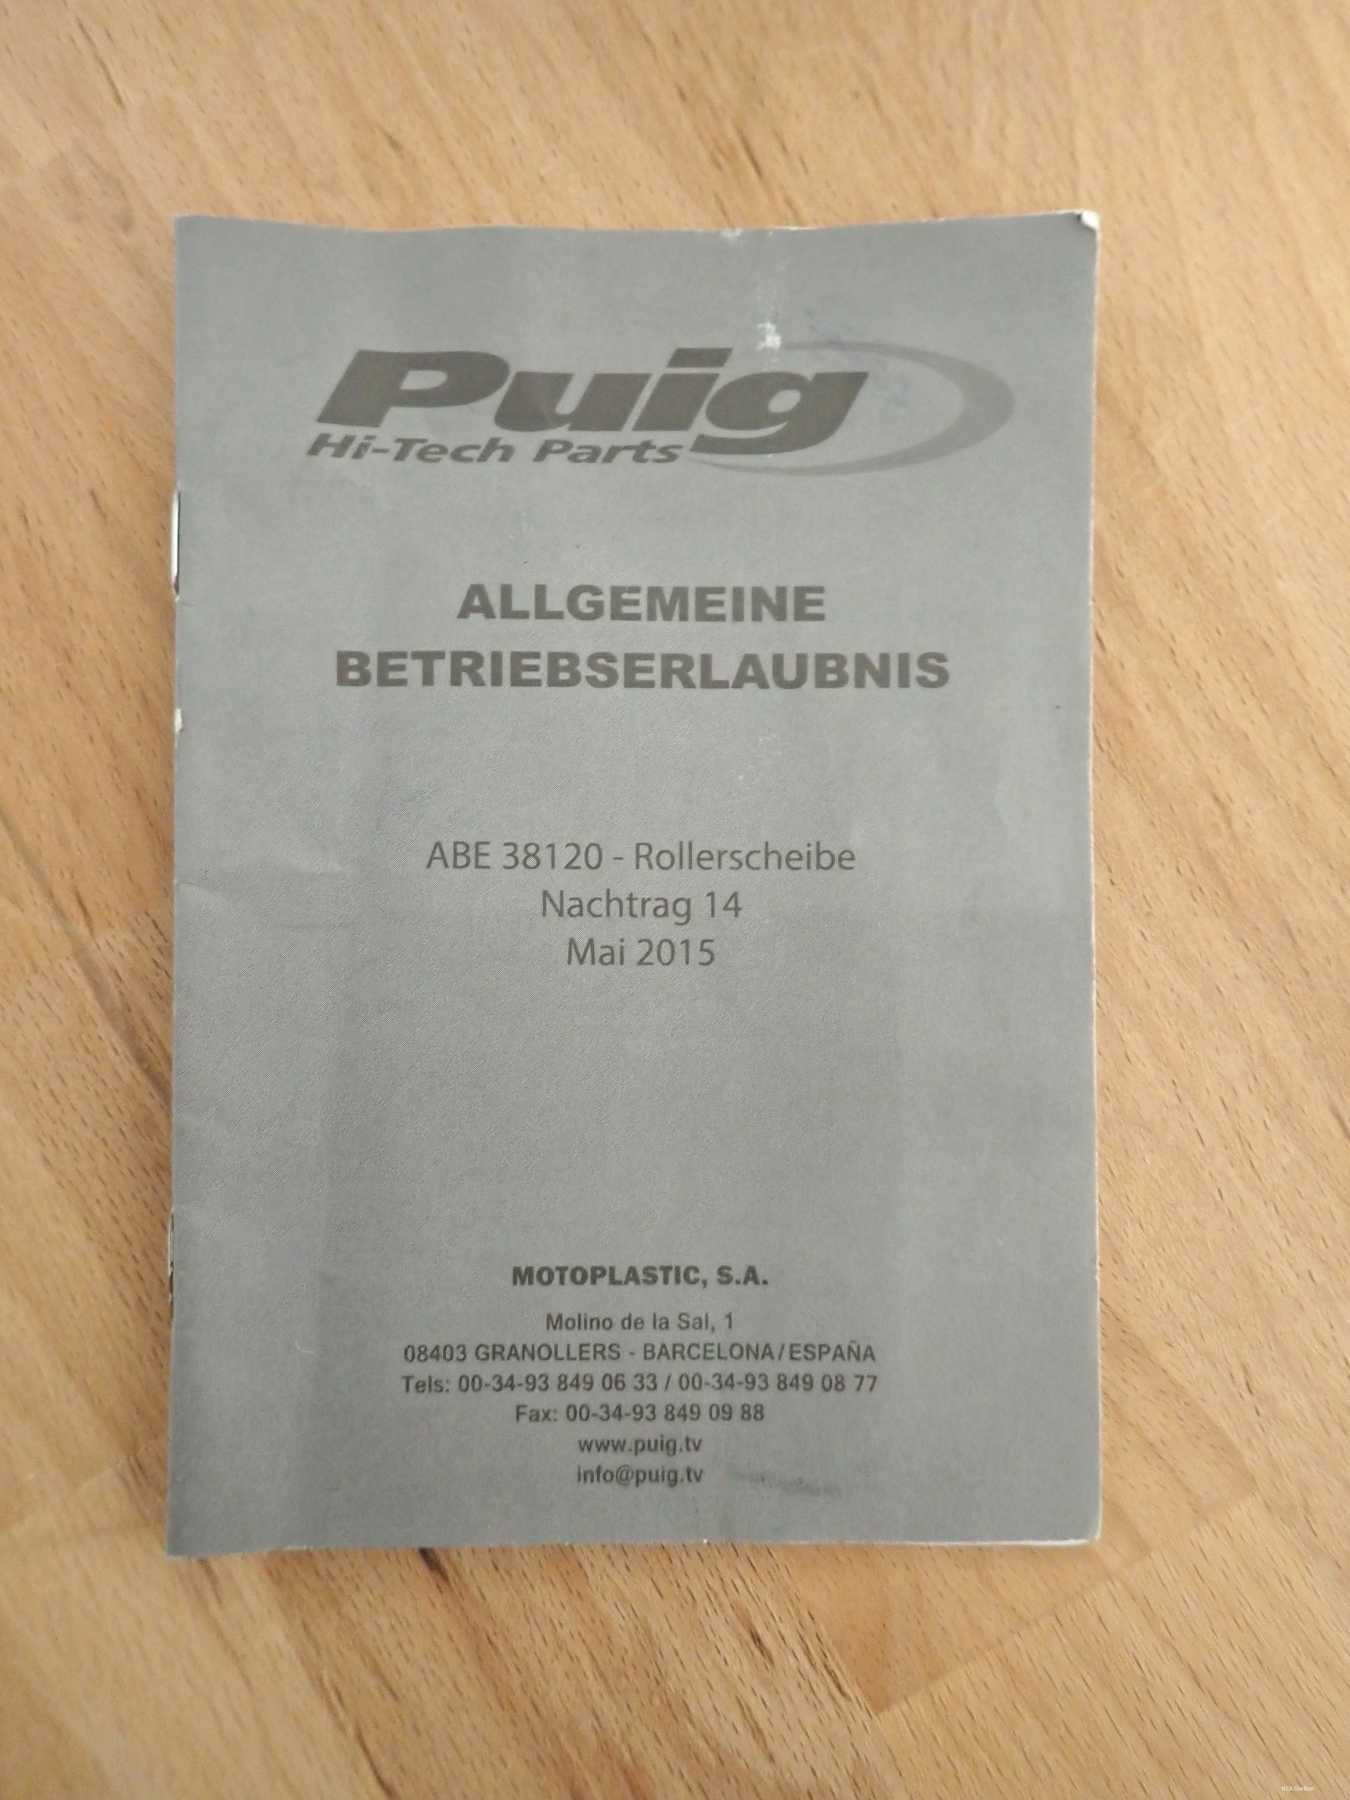 Puig
Hi-Tech Parts
ALLGEMEINE
BETRIEBSERLAUBNIS
ABE 38120 - Rollerscheibe
Nachtrag 14
Mai 2015
MOTOPLASTIC, S.A.
Molino de la Sal, 1
08403 GRANOLLERS - BARCELONA/ESPAÑA
Tels: 00-34-93 849 06 33 / 00-34-93 849 08 77
Fax: 00-34-93 849 09 88
www.puig.tv
info@puig.tv